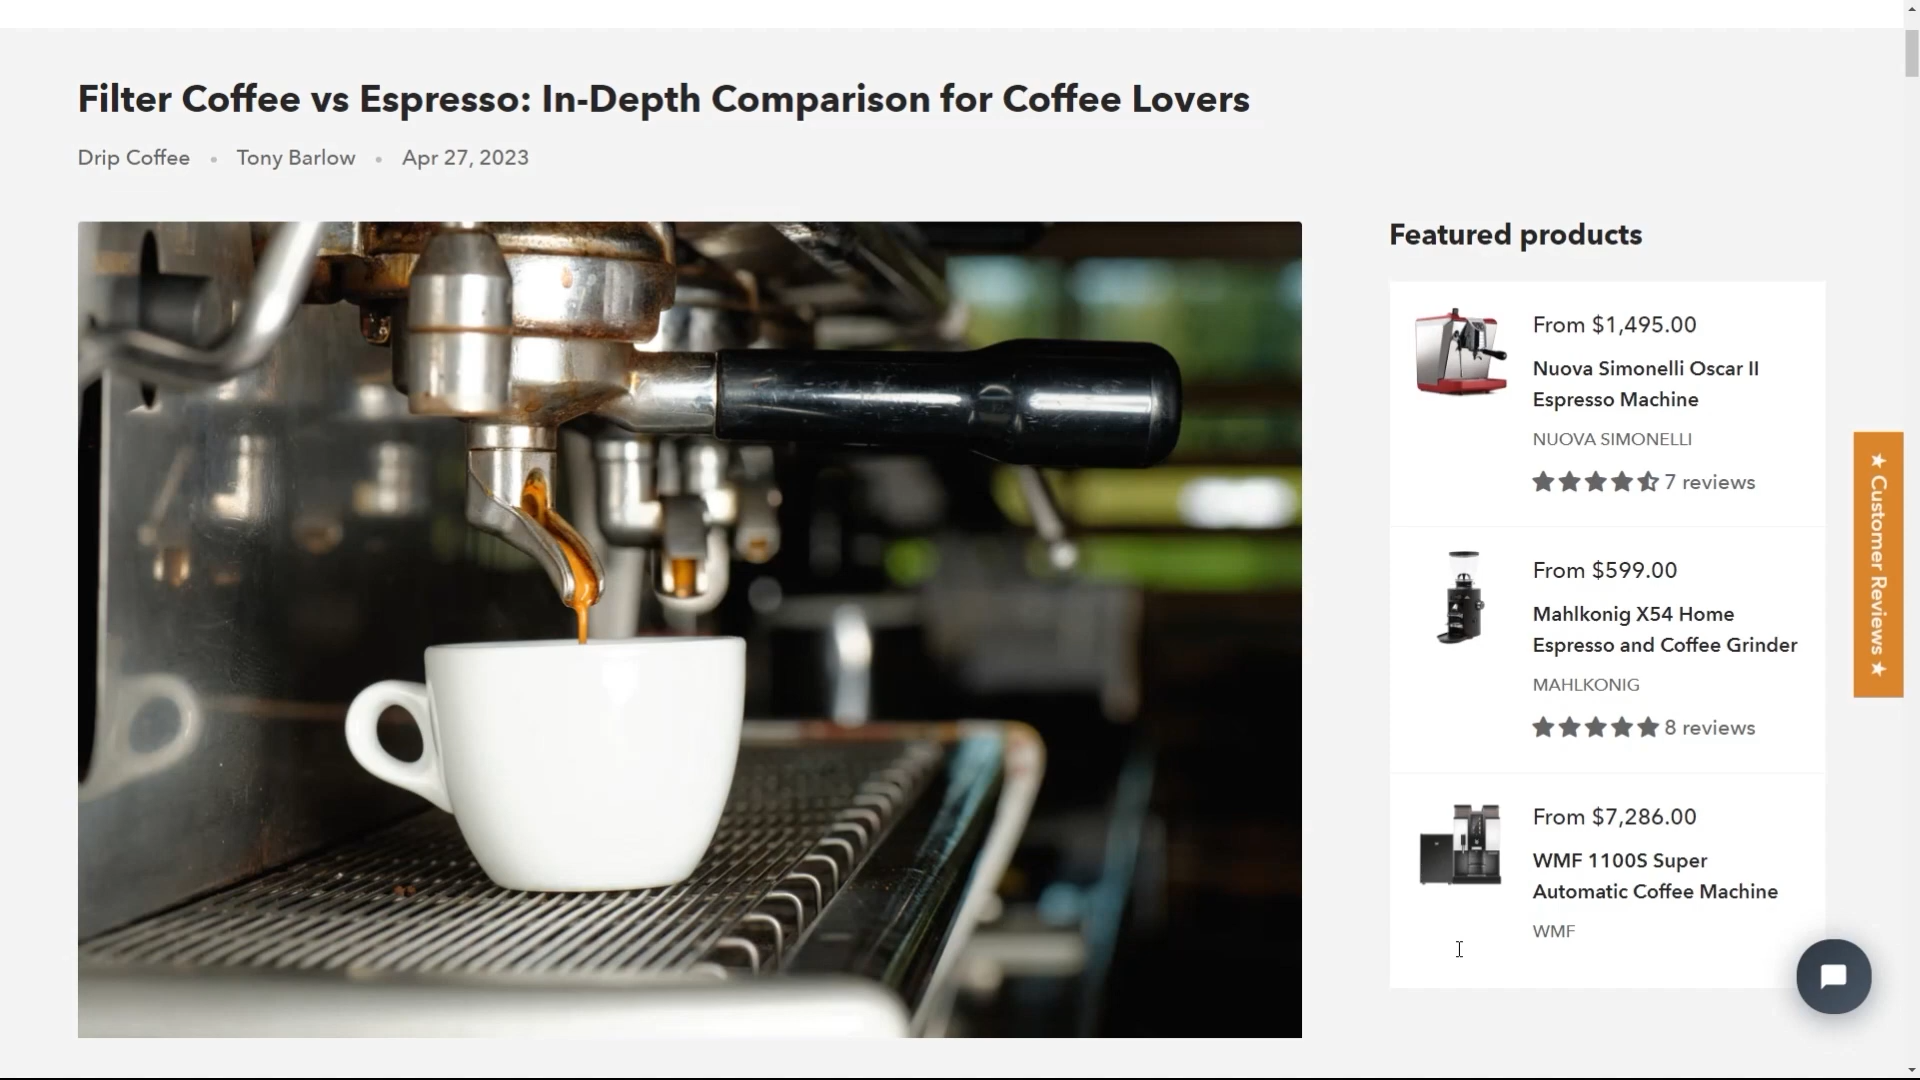 Filter Coffee vs Espresso: In-Depth Comparison for Coffee Lovers
Drip Coffee • Tony Barlow • Apr 27, 2023
Featured products
From $1,495.00
Nuova Simonelli Oscar II
Espresso Machine
NUOVA SIMONELLI
7 reviews
From $599.00
Mahlkonig X54 Home
Espresso and Coffee Grinder
MAHLKONIG
8 reviews
From $7,286.00
WMF 1100S Super
Automatic Coffee Machine
WMF
★ Customer Reviews ★